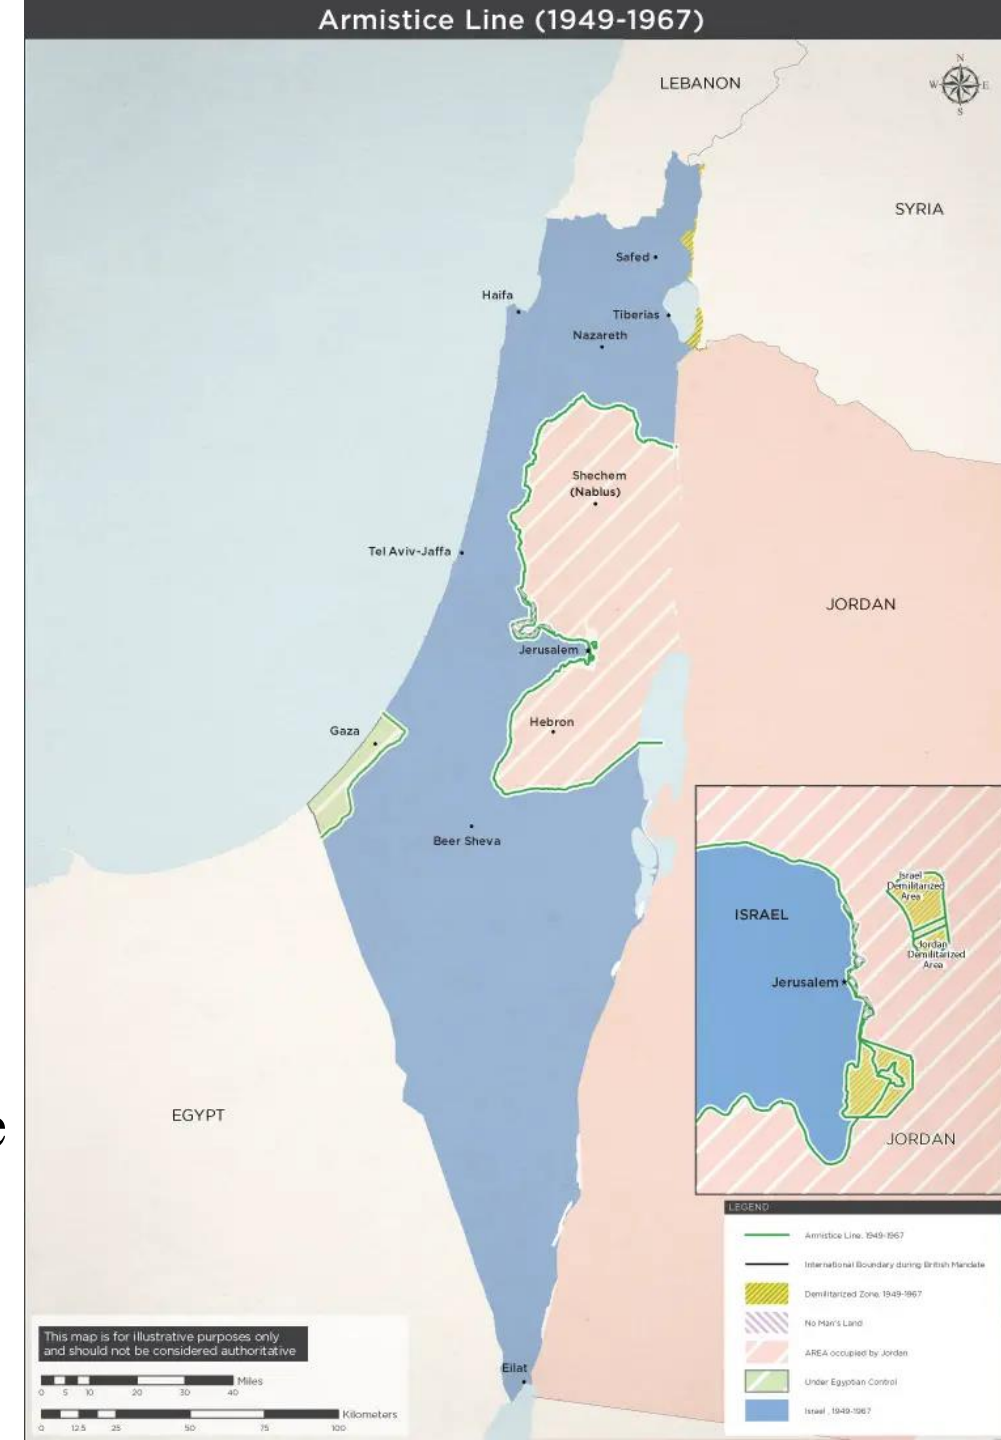 Armistice Line (1949-1967)
LEBANON
N
W E
S
SYRIA
Safed
Haifa
Tiberias
Nazareth
Shechem
(Nablus)
Tel Aviv-Jaffa
JORDAN
Jerusalem
Hebron
Gaza
Beer Sheva
Israel
Demilitarized
Area
ISRAEL
Jordan
Demilitarized
Area
Jerusalem
EGYPT
JORDAN
LEGEND
Armistice Line, 1949-1967
International Boundary during British Mandate
Demilitarized Zone, 1949-1967
No Man's Land
AREA occupied by Jordan
Under Egyptian Control
Israel , 1949-1967
This map is for illustrative purposes only
and should not be considered authoritative
Eilat
Miles
0 5 10 20 30 40
Kilometers
0 12.5 25 50 75 100